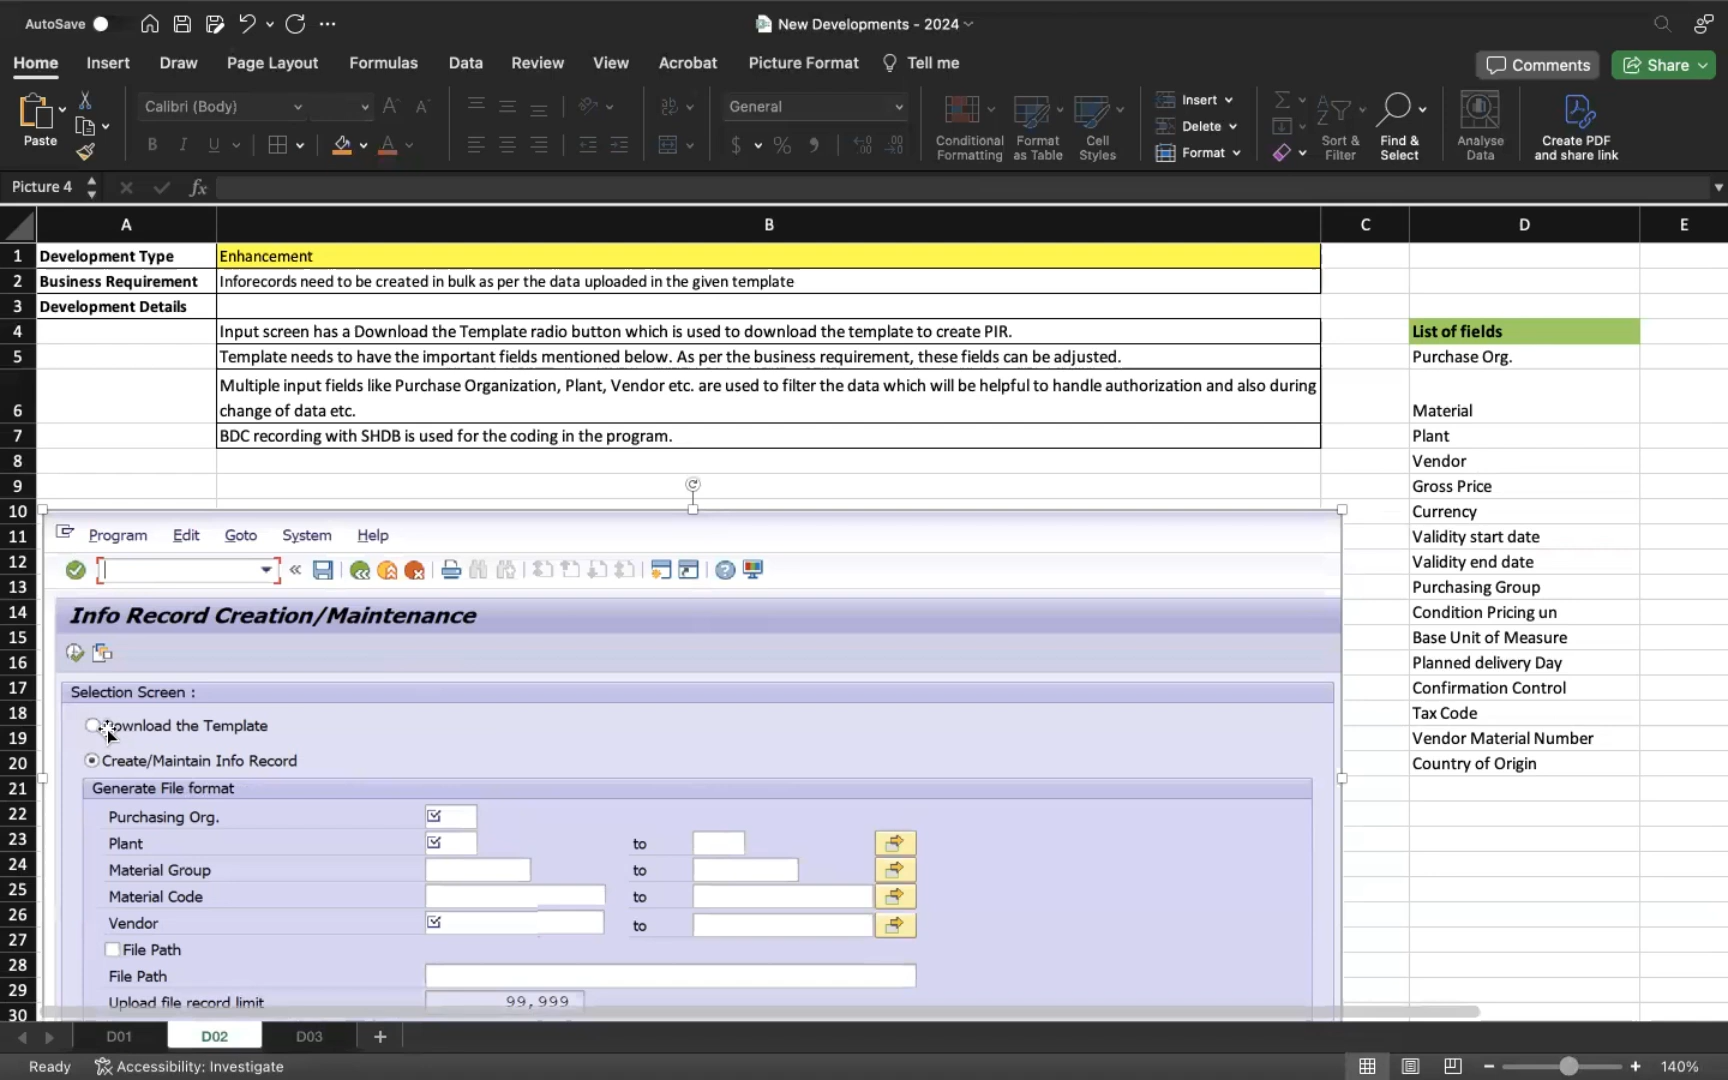 AutoSave
New Developments - 2024
Home Insert Draw Page Layout Formulas Data Review View Acrobat Picture Format Tell me
Comments Share
Paste
Calibri (Body)
General
Conditional Formatting
Format as Table
Cell Styles
Insert
Delete
Format
Sort & Filter
Find & Select
Analyse Data
Create PDF and share link
Picture 4
fx
A B C D E
1 Development Type Enhancement
2 Business Requirement Inforecords need to be created in bulk as per the data uploaded in the given template
3 Development Details
4 Input screen has a Download the Template radio button which is used to download the template to create PIR. List of fields
5 Template needs to have the important fields mentioned below. As per the business requirement, these fields can be adjusted. Purchase Org.
Multiple input fields like Purchase Organization, Plant, Vendor etc. are used to filter the data which will be helpful to handle authorization and also during
6 change of data etc. Material
7 BDC recording with SHDB is used for the coding in the program. Plant
8 Vendor
9 Gross Price
10 Currency
11 Validity start date
12 Validity end date
13 Purchasing Group
14 Condition Pricing un
15 Base Unit of Measure
16 Planned delivery Day
17 Confirmation Control
18 Tax Code
19 Vendor Material Number
20 Country of Origin
21
22
23
24
25
26
27
28
29
30
Program Edit Goto System Help
Info Record Creation/Maintenance
Selection Screen :
Download the Template
Create/Maintain Info Record
Generate File format
Purchasing Org.
Plant to
Material Group to
Material Code to
Vendor to
File Path
File Path
Upload file record limit 99,999
D01 D02 D03 +
Ready Accessibility: Investigate 140%